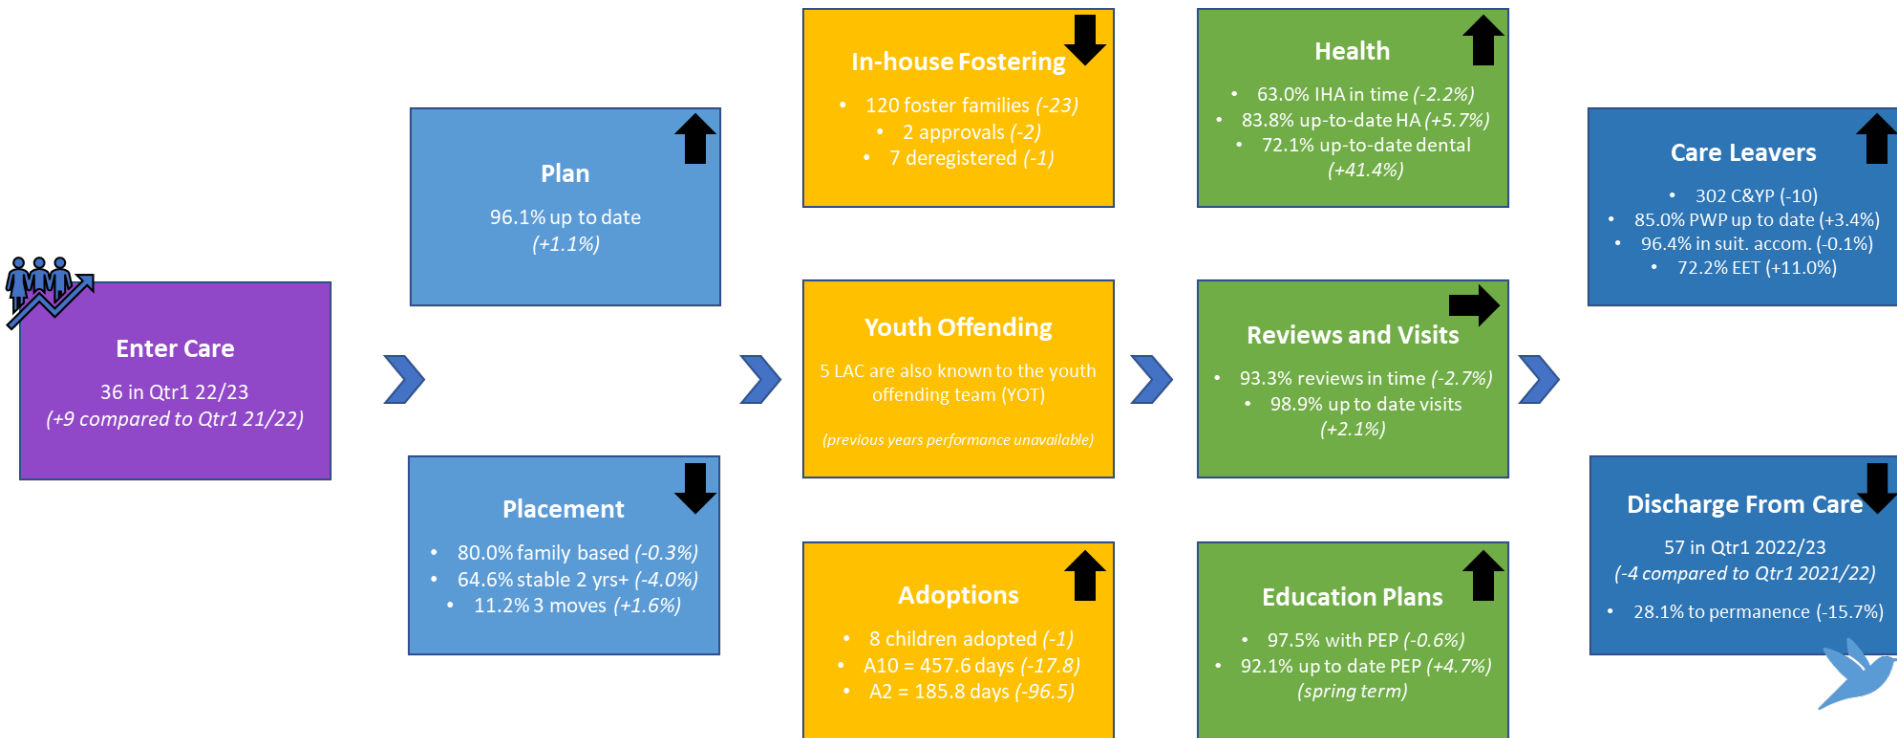 Enter Care
36 in Qtr1 22/23
(+9 compared to Qtr1 21/22)
Plan
96.1% up to date
(+1.1%)
Placement
• 80.0% family based (-0.3%)
• 64.6% stable 2 yrs+ (-4.0%)
• 11.2% 3 moves (+1.6%)
In-house Fostering
• 120 foster families (-23)
• 2 approvals (-2)
• 7 deregistered (-1)
Youth Offending
5 LAC are also known to the youth
offending team (YOT)
(previous years performance unavailable)
Adoptions
• 8 children adopted (-1)
• A10 = 457.6 days (-17.8)
• A2 = 185.8 days (-96.5)
Health
• 63.0% IHA in time (-2.2%)
• 83.8% up-to-date HA (+5.7%)
• 72.1% up-to-date dental
(+41.4%)
Reviews and Visits
• 93.3% reviews in time (-2.7%)
• 98.9% up to date visits
(+2.1%)
Education Plans
• 97.5% with PEP (-0.6%)
• 92.1% up to date PEP (+4.7%)
(spring term)
Care Leavers
• 302 C&YP (-10)
• 85.0% PWP up to date (+3.4%)
• 96.4% in suit. accom. (-0.1%)
• 72.2% EET (+11.0%)
Discharge From Care
57 in Qtr1 2022/23
(-4 compared to Qtr1 2021/22)
• 28.1% to permanence (-15.7%)